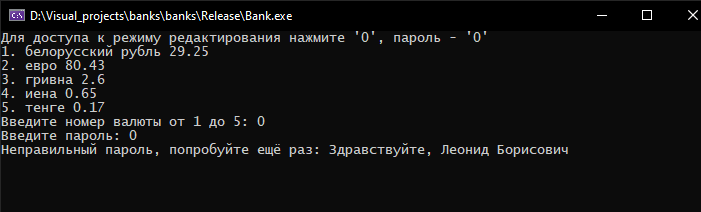 D:\Visual_projects\banks\banks\Release\Bank.exe
Для доступа к режиму редактирования нажмите '0', пароль - '0'
1. белорусский рубль 29.25
2. евро 80.43
3. гривна 2.6
4. иена 0.65
5. тенге 0.17
Введите номер валюты от 1 до 5: 0
Введите пароль: 0
Неправильный пароль, попробуйте ещё раз: Здравствуйте, Леонид Борисович